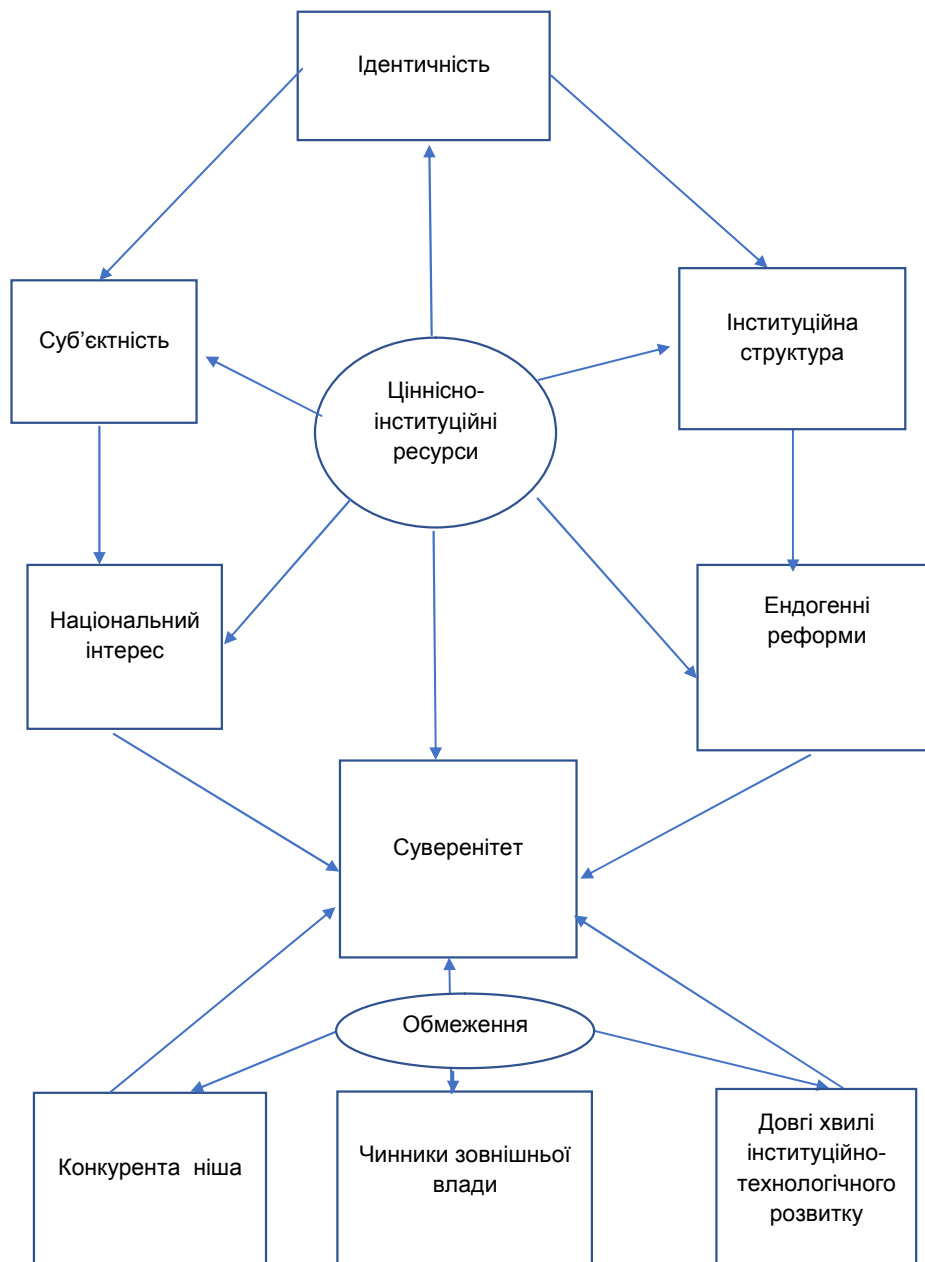 Ідентичність
Суб’єктність
Ціннісно-
інституційні
ресурси
Інституційна
структура
Національний
інтерес
Ендогенні
реформи
Суверенітет
Обмеження
Конкурента ніша
Чинники зовнішньої
влади
Довгі хвилі
інституційно-
технологічного
розвитку